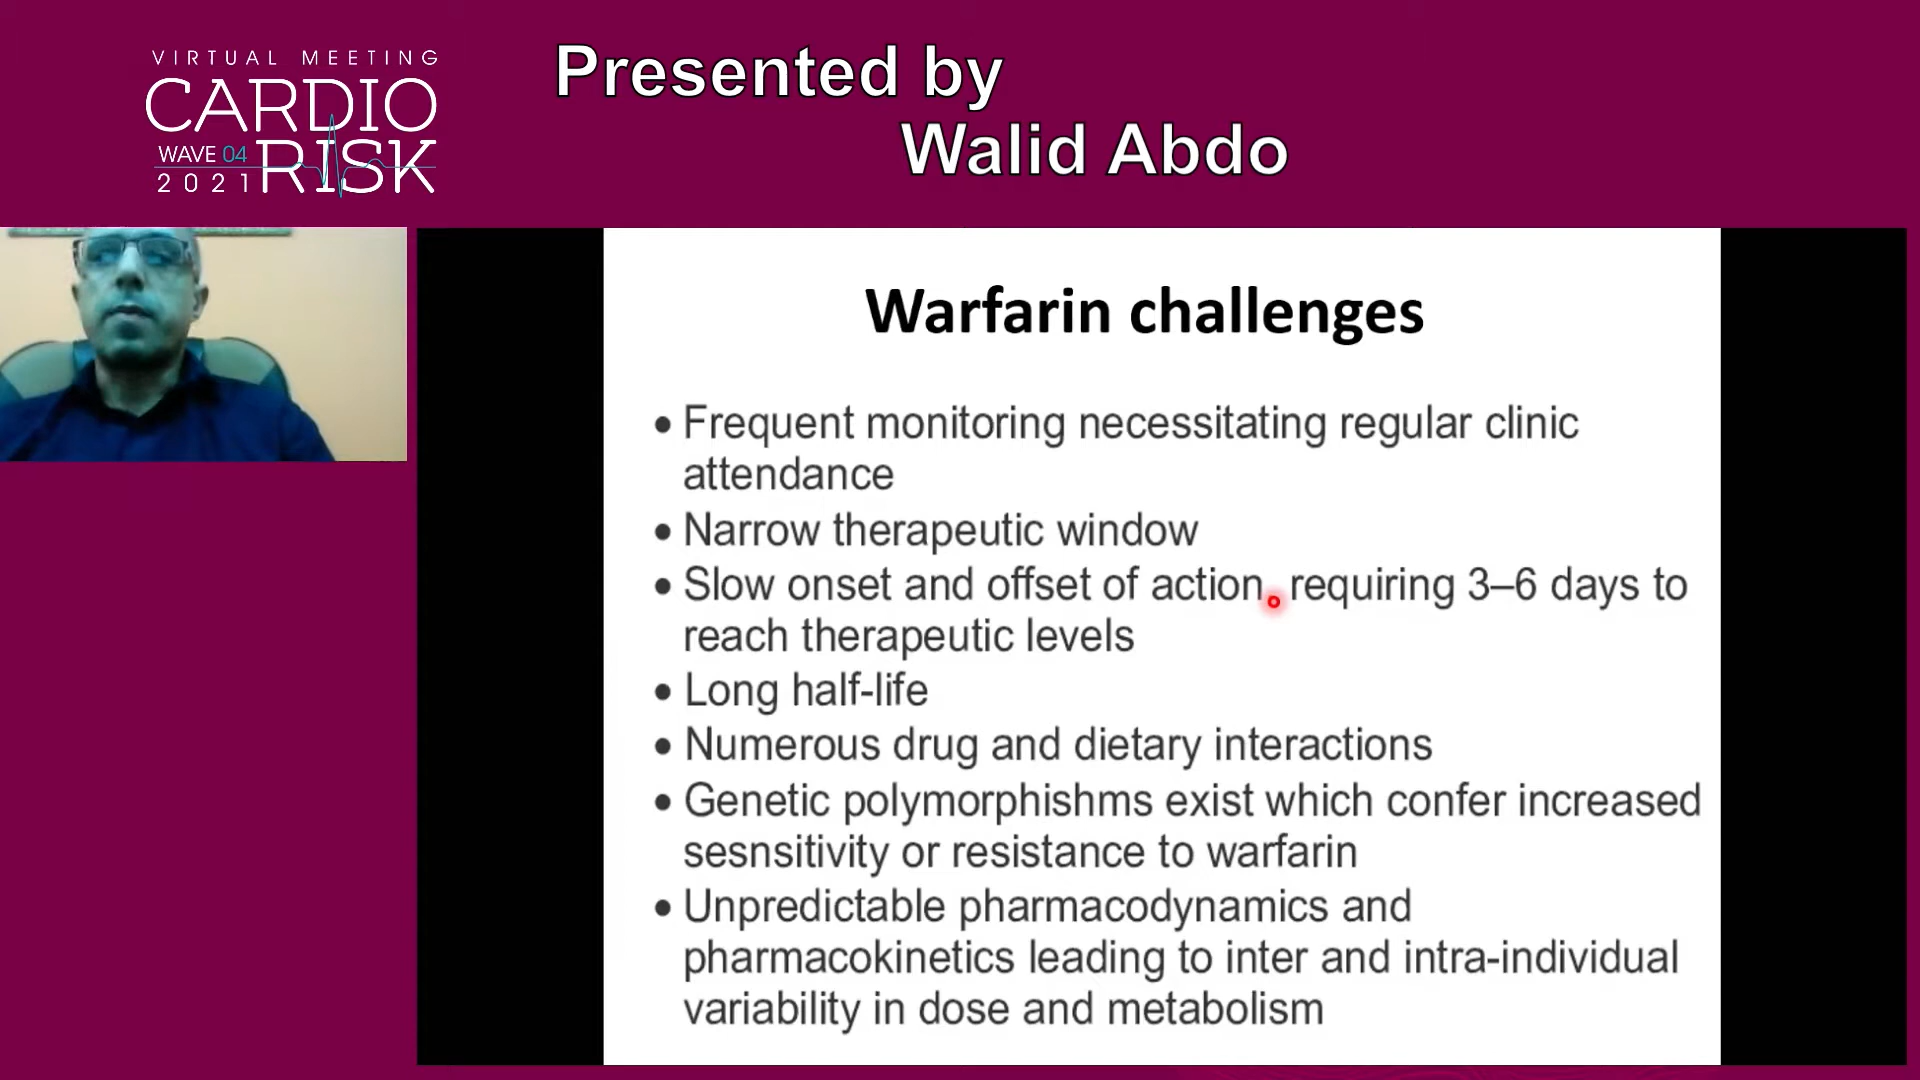 VIRTUAL MEETING
CARDIO
WAVE 04
RISK
2021
Presented by
Walid Abdo
Warfarin challenges
• Frequent monitoring necessitating regular clinic
attendance
• Narrow therapeutic window
• Slow onset and offset of action, requiring 3–6 days to
reach therapeutic levels
• Long half-life
• Numerous drug and dietary interactions
• Genetic polymorphishms exist which confer increased
sesnsitivity or resistance to warfarin
• Unpredictable pharmacodynamics and
pharmacokinetics leading to inter and intra-individual
variability in dose and metabolism